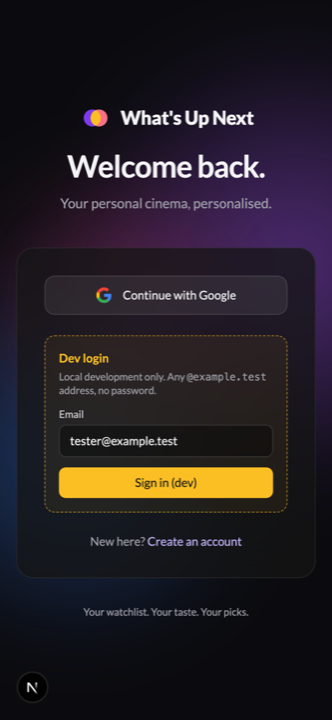 What's Up Next
Welcome back.
Your personal cinema, personalised.
Continue with Google
Dev login
Local development only. Any @example.test
address, no password.
Email
tester@example.test
Sign in (dev)
New here? Create an account
Your watchlist. Your taste. Your picks.
N